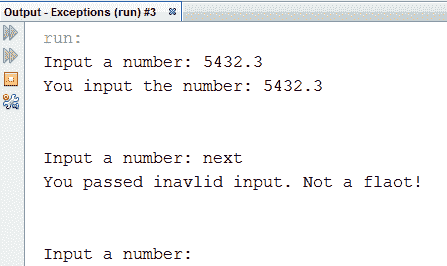 Output - Exceptions (run) #3
run:
Input a number: 5432.3
You input the number: 5432.3
Input a number: next
You passed inavlid input. Not a flaot!
Input a number: